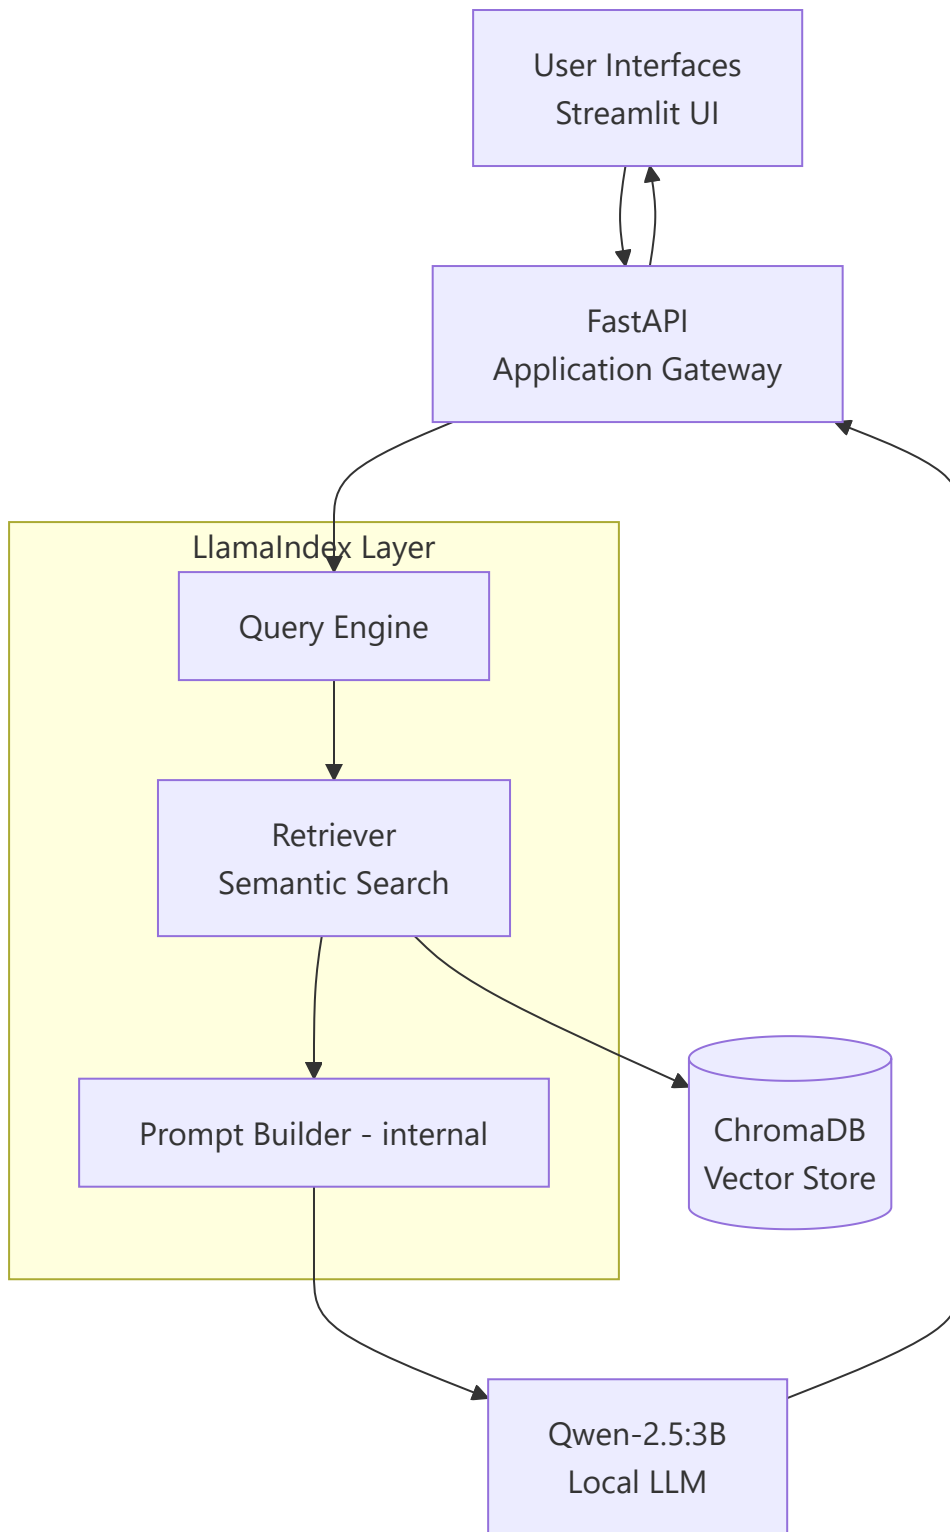 User Interfaces
Streamlit UI
FastAPI
Application Gateway
LlamaIndex Layer
Query Engine
Retriever
Semantic Search
Prompt Builder - internal
ChromaDB
Vector Store
Qwen-2.5:3B
Local LLM